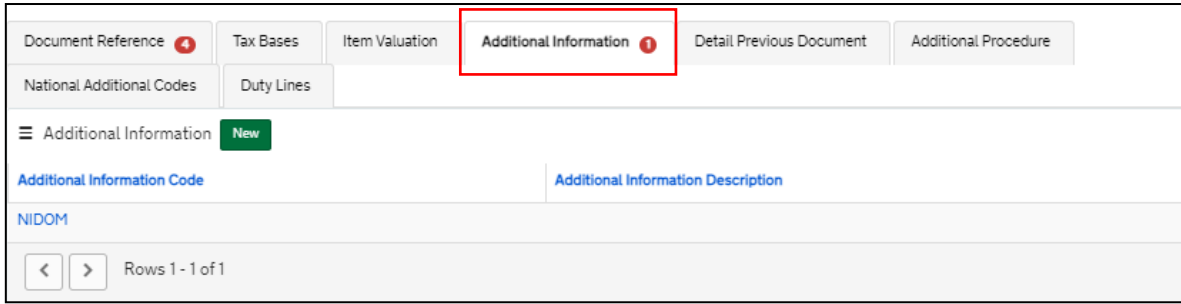 Document Reference 4 Tax Bases Item Valuation Additional Information 1 Detail Previous Document Additional Procedure
National Additional Codes Duty Lines
☰ Additional Information New
Additional Information Code Additional Information Description
NIDOM
< > Rows 1 - 1 of 1